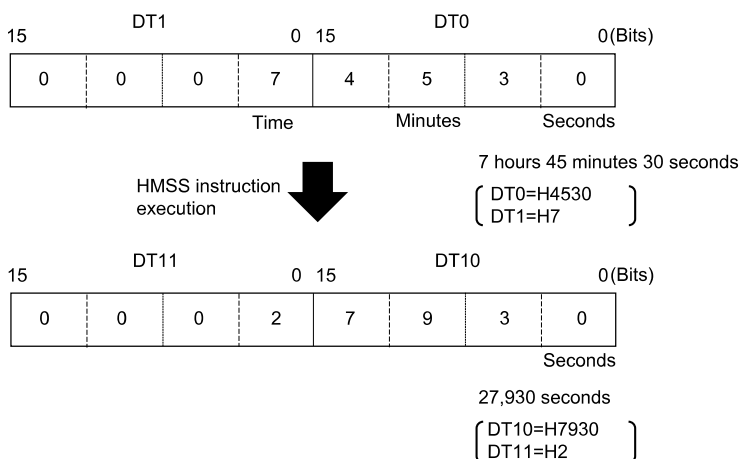 DT1 DT0
15 0 15 0(Bits)
0 0 0 7 4 5 3 0
Time Minutes Seconds
7 hours 45 minutes 30 seconds
HMSS instruction
execution
DT0=H4530
DT1=H7
DT11 DT10
15 0 15 0(Bits)
0 0 0 2 7 9 3 0
Seconds
27,930 seconds
DT10=H7930
DT11=H2